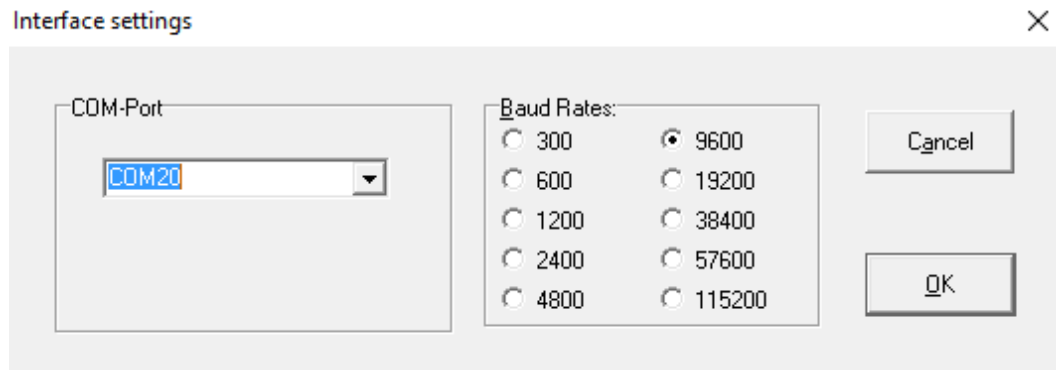 Interface settings
COM-Port
COM20
Baud Rates:
300
600
1200
2400
4800
9600
19200
38400
57600
115200
Cancel
OK